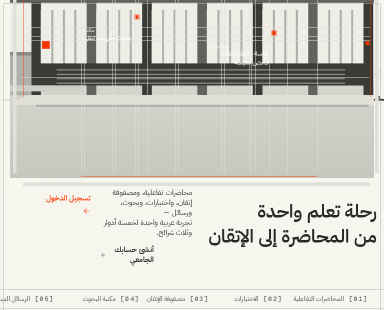 رحلة تعلم واحدة
من المحاضرة إلى الإتقان
محاضرات تفاعلية، ومصفوفة
إتقان، واختبارات، وبحوث،
ورسائل —
تجربة عربية واحدة لخمسة أدوار
وثلاث شرائح.
أنشئ حسابك
الجامعي
تسجيل الدخول
[01] المحاضرات التفاعلية
[02] الاختبارات
[03] مصفوفة الإتقان
[04] مكتبة البحوث
[05] الرسائل